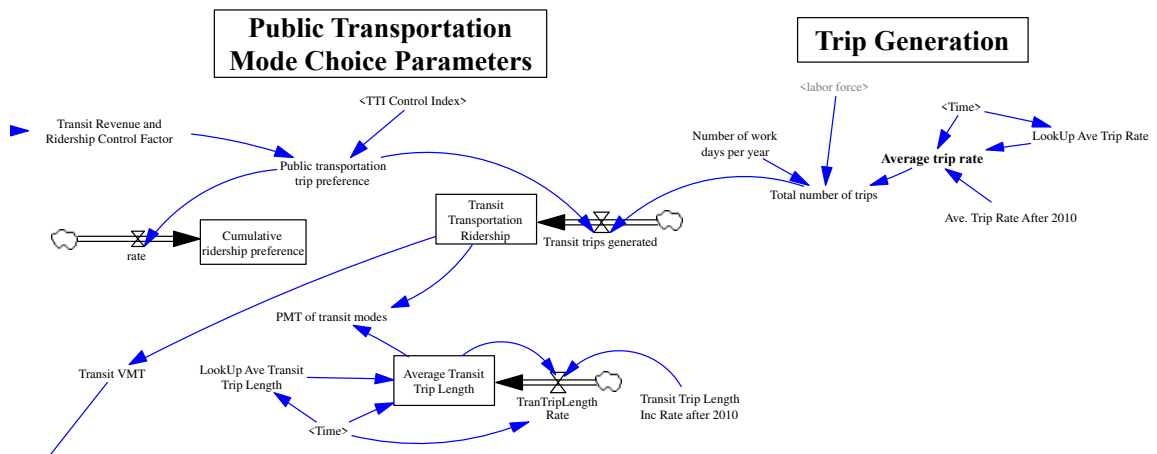 Public Transportation
Mode Choice Parameters
Trip Generation
<TTI Control Index>
<labor force>
<Time>
Transit Revenue and
Ridership Control Factor
Number of work
days per year
LookUp Ave Trip Rate
Average trip rate
Public transportation
trip preference
Total number of trips
Ave. Trip Rate After 2010
Transit
Transportation
Ridership
Transit trips generated
Cumulative
ridership preference
rate
PMT of transit modes
Transit VMT
LookUp Ave Transit
Trip Length
Average Transit
Trip Length
TranTripLength
Rate
Transit Trip Length
Inc Rate after 2010
<Time>